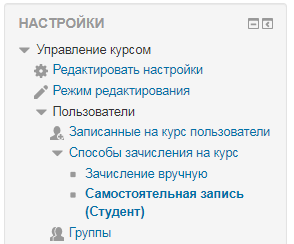 НАСТРОЙКИ
Управление курсом
Редактировать настройки
Режим редактирования
Пользователи
Записанные на курс пользователи
Способы зачисления на курс
Зачисление вручную
Самостоятельная запись
(Студент)
Группы